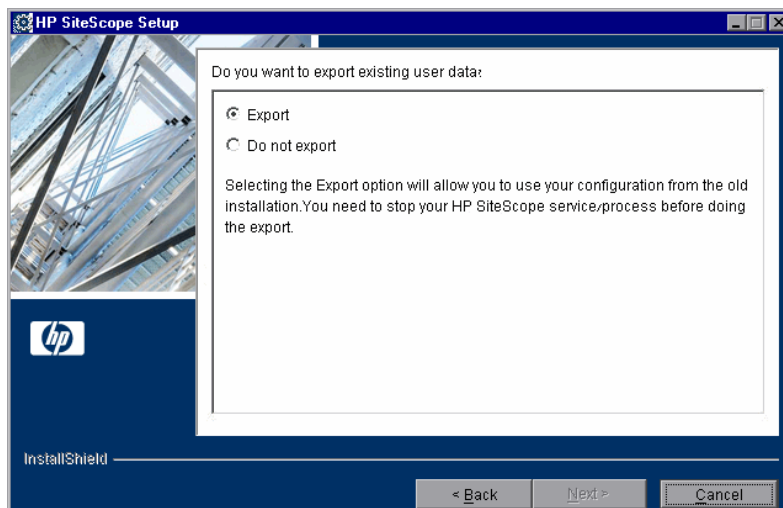 HP SiteScope Setup
Do you want to export existing user data?
Export
Do not export
Selecting the Export option will allow you to use your configuration from the old
installation.You need to stop your HP SiteScope service/process before doing
the export.
hp
InstallShield
< Back
Next >
Cancel